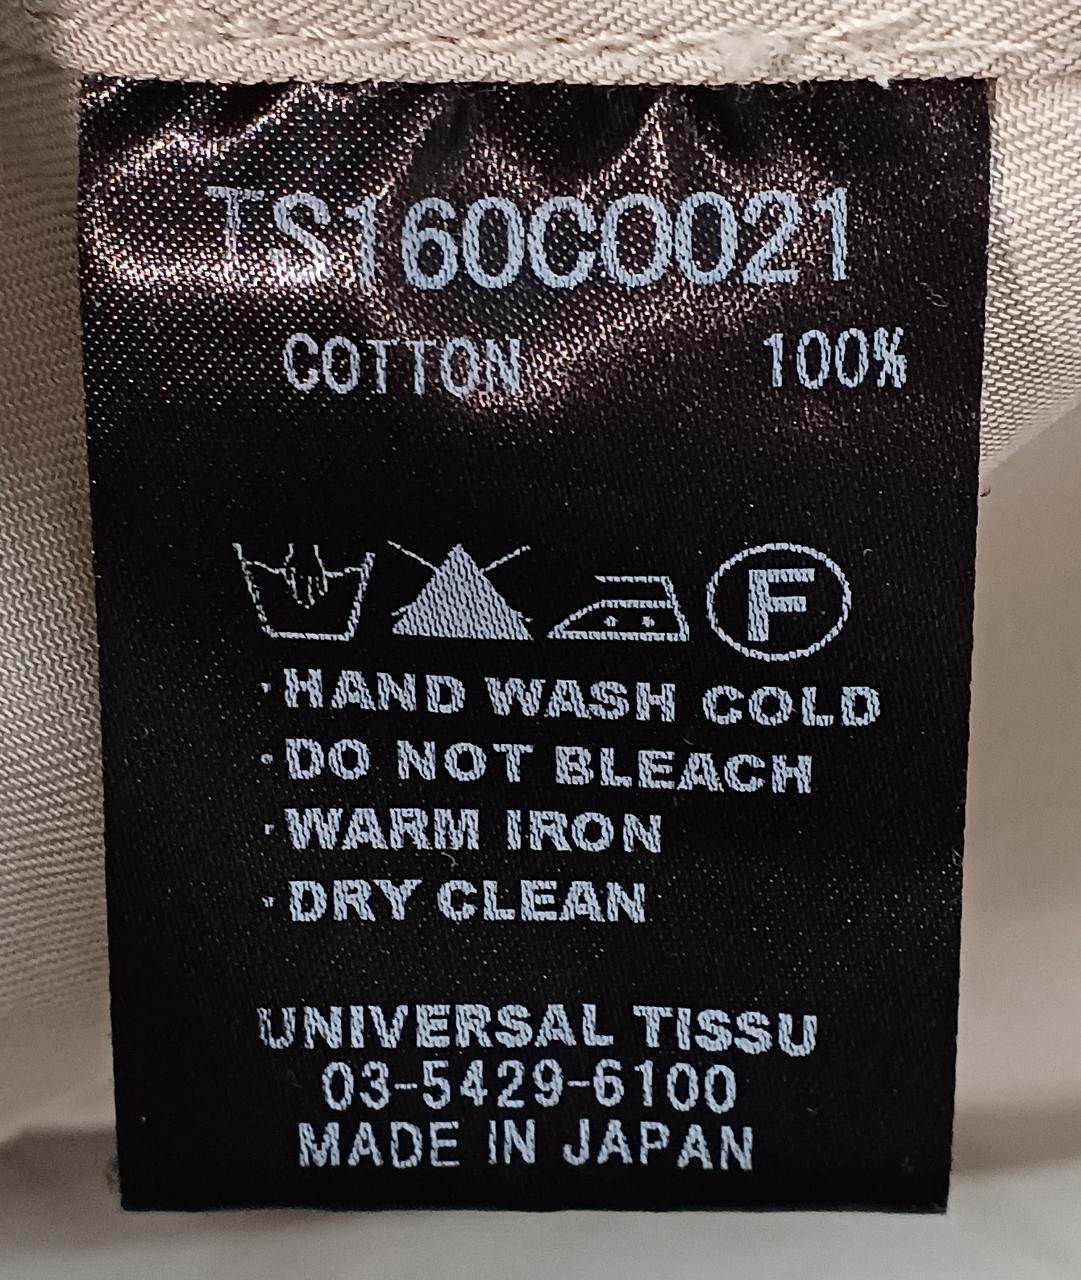 TS160CO021
COTTON 100%
F
·HAND WASH COLD
·DO NOT BLEACH
·WARM IRON
·DRY CLEAN
UNIVERSAL TISSU
03-5429-6100
MADE IN JAPAN